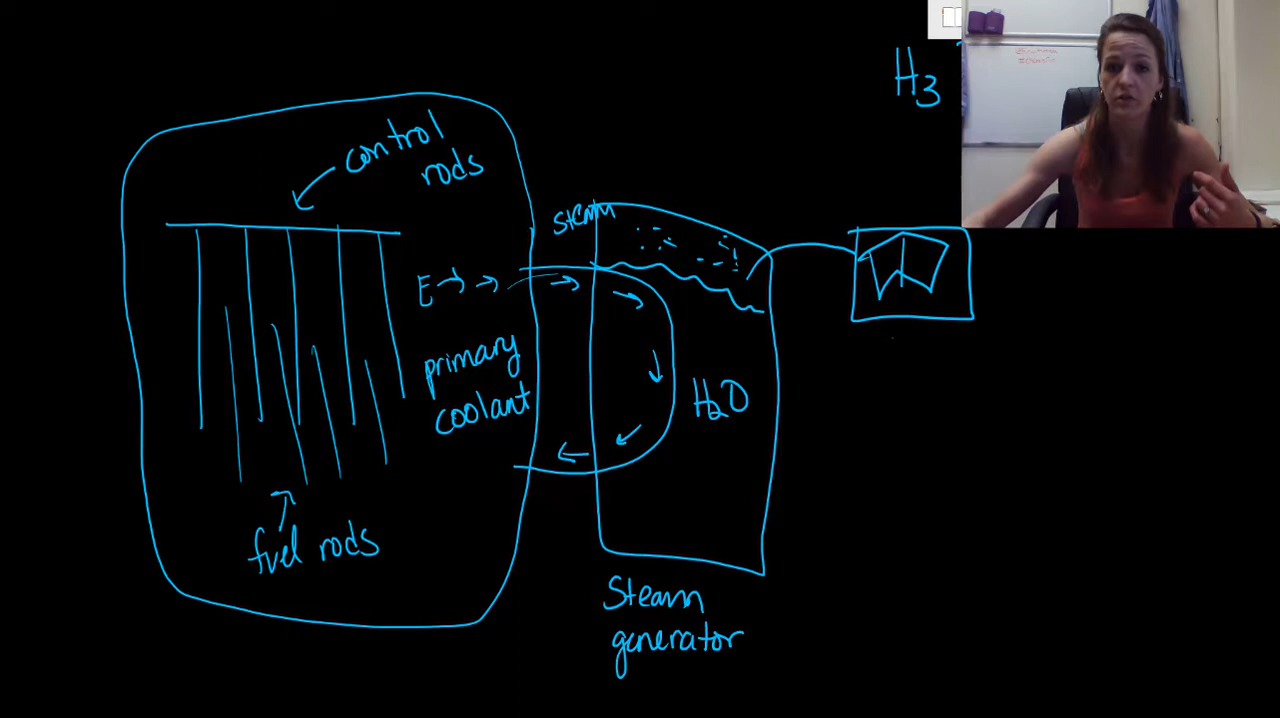 H3
control
rods
steam
E
primary
coolant
H2O
fuel rods
Steam
generator